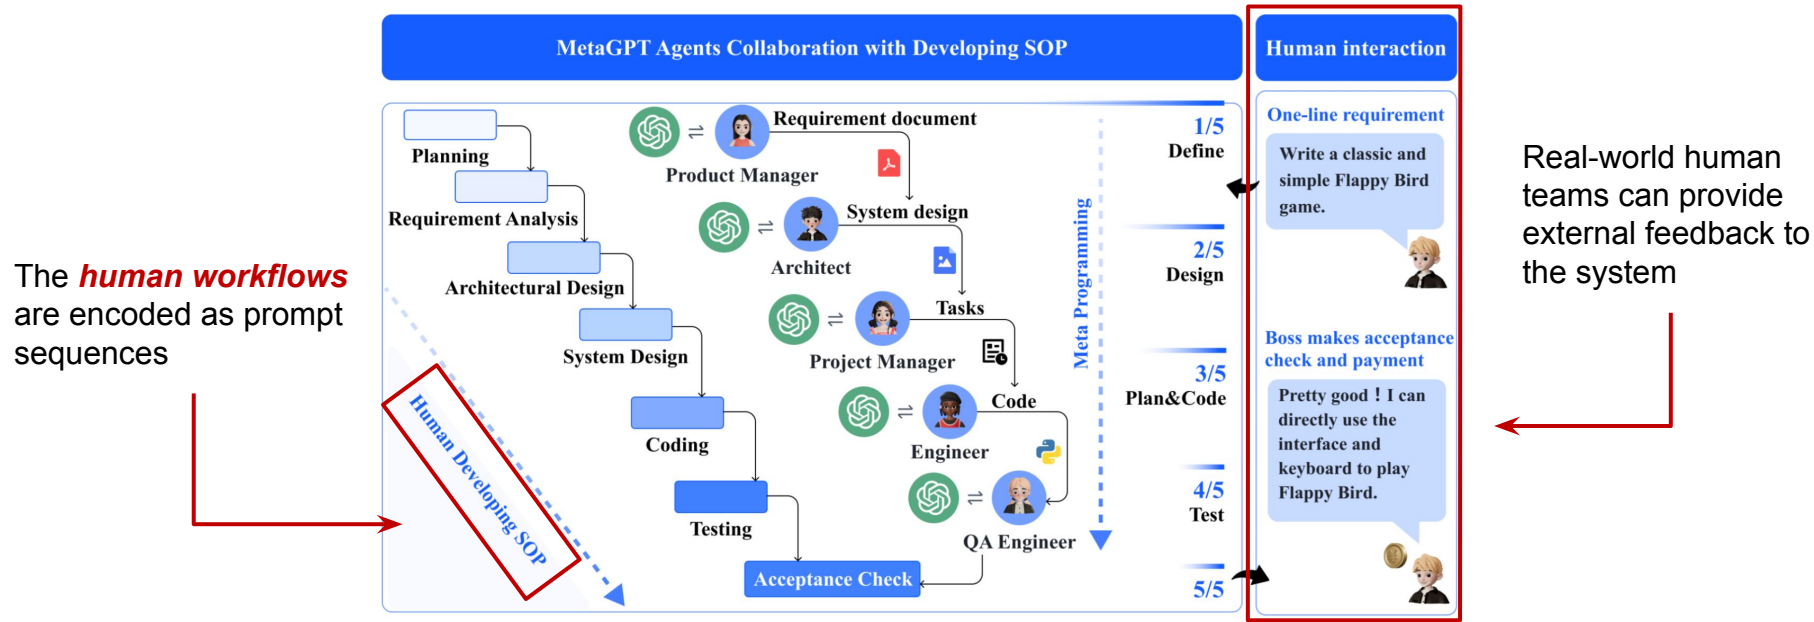 MetaGPT Agents Collaboration with Developing SOP
Human interaction
The human workflows
are encoded as prompt
sequences
Planning
Requirement Analysis
Architectural Design
System Design
Coding
Testing
Acceptance Check
Human Developing SOP
Requirement document
Product Manager
System design
Architect
Tasks
Project Manager
Code
Engineer
QA Engineer
Meta Programming
1/5
Define
2/5
Design
3/5
Plan&Code
4/5
Test
5/5
One-line requirement
Write a classic and
simple Flappy Bird
game.
Boss makes acceptance
check and payment
Pretty good ! I can
directly use the
interface and
keyboard to play
Flappy Bird.
Real-world human
teams can provide
external feedback to
the system